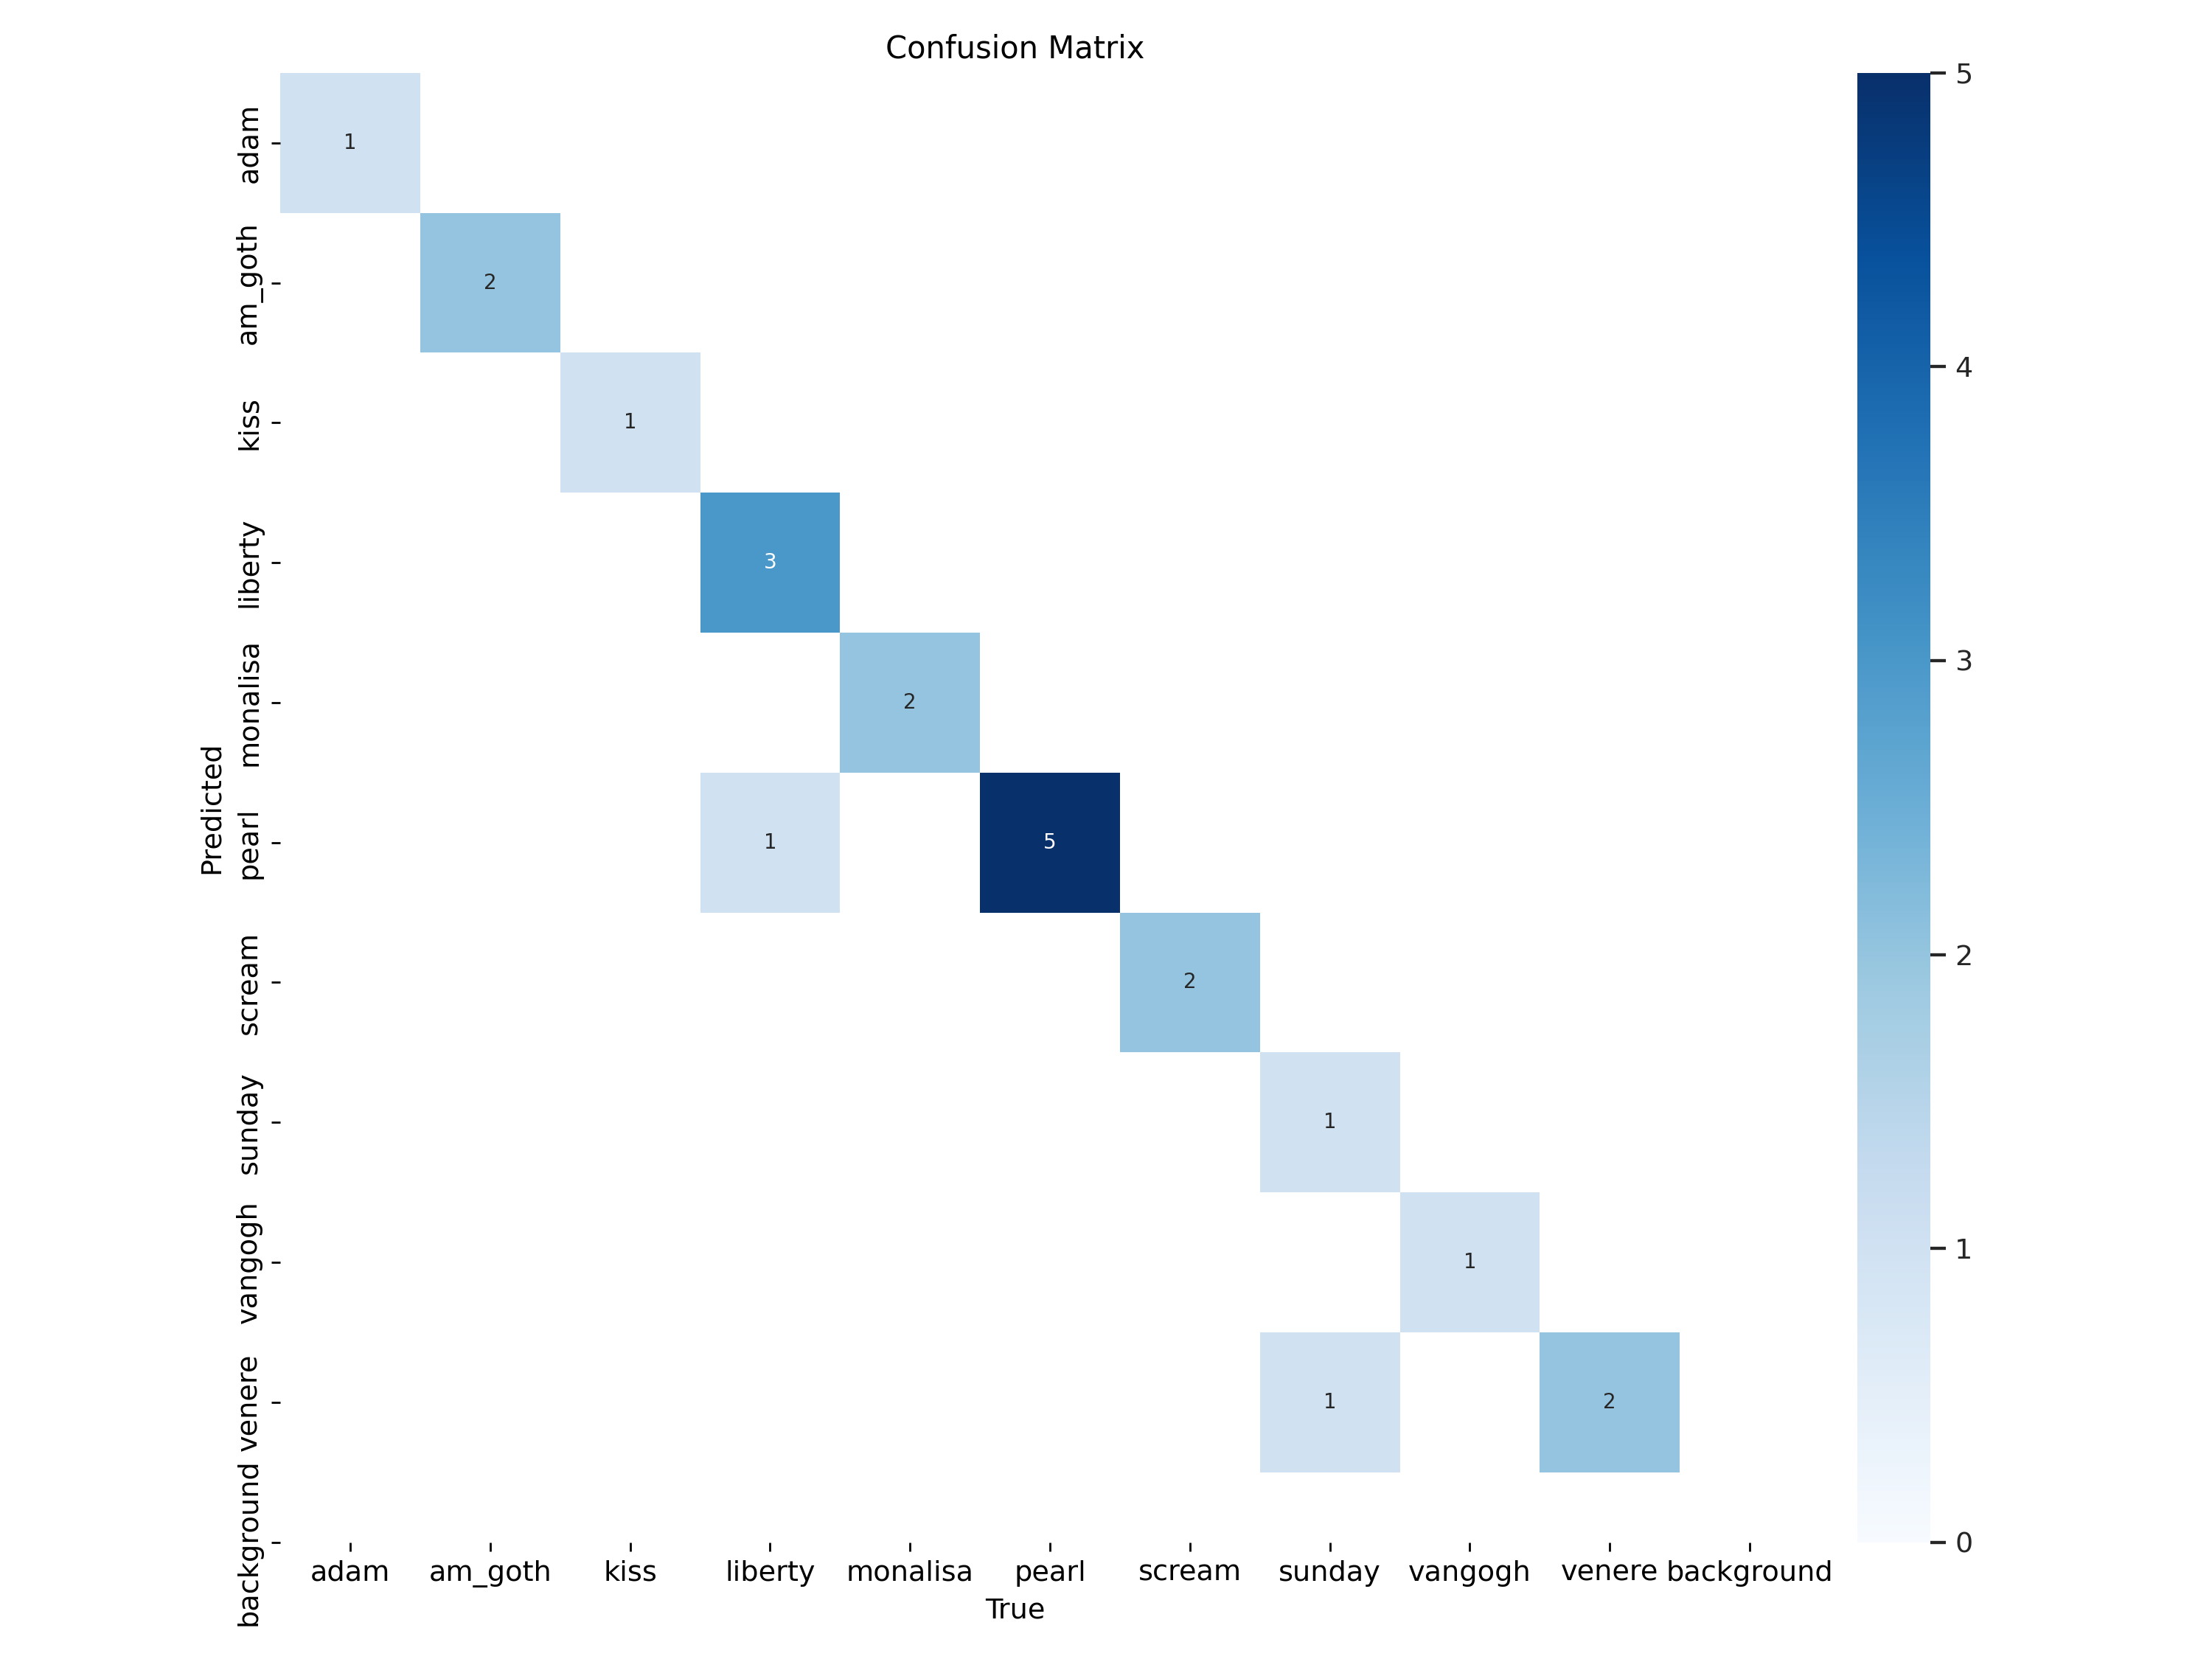 Confusion Matrix
adam
1
am_goth
2
kiss
1
liberty
3
monalisa
2
pearl
1 5
scream
2
sunday
1
vangogh
1
venere
1 2
background
Predicted
adam am_goth kiss liberty monalisa pearl scream sunday vangogh venere background
True
5
4
3
2
1
0